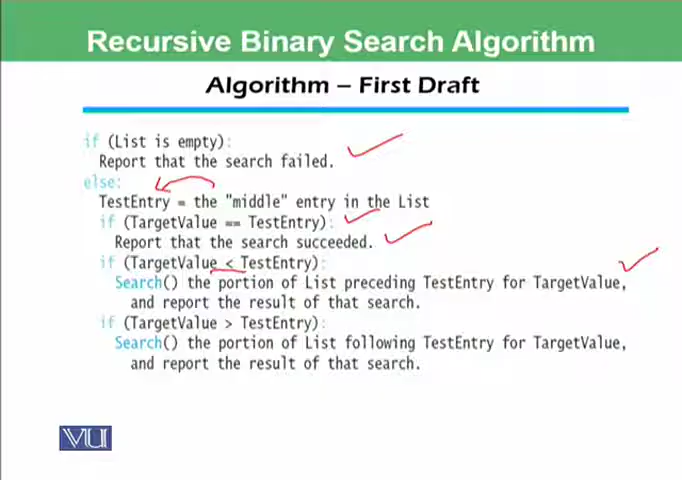 Recursive Binary Search Algorithm
Algorithm – First Draft
if (List is empty):
Report that the search failed.
else:
TestEntry = the "middle" entry in the List
if (TargetValue == TestEntry):
Report that the search succeeded.
if (TargetValue < TestEntry):
Search() the portion of List preceding TestEntry for TargetValue,
and report the result of that search.
if (TargetValue > TestEntry):
Search() the portion of List following TestEntry for TargetValue,
and report the result of that search.
VU